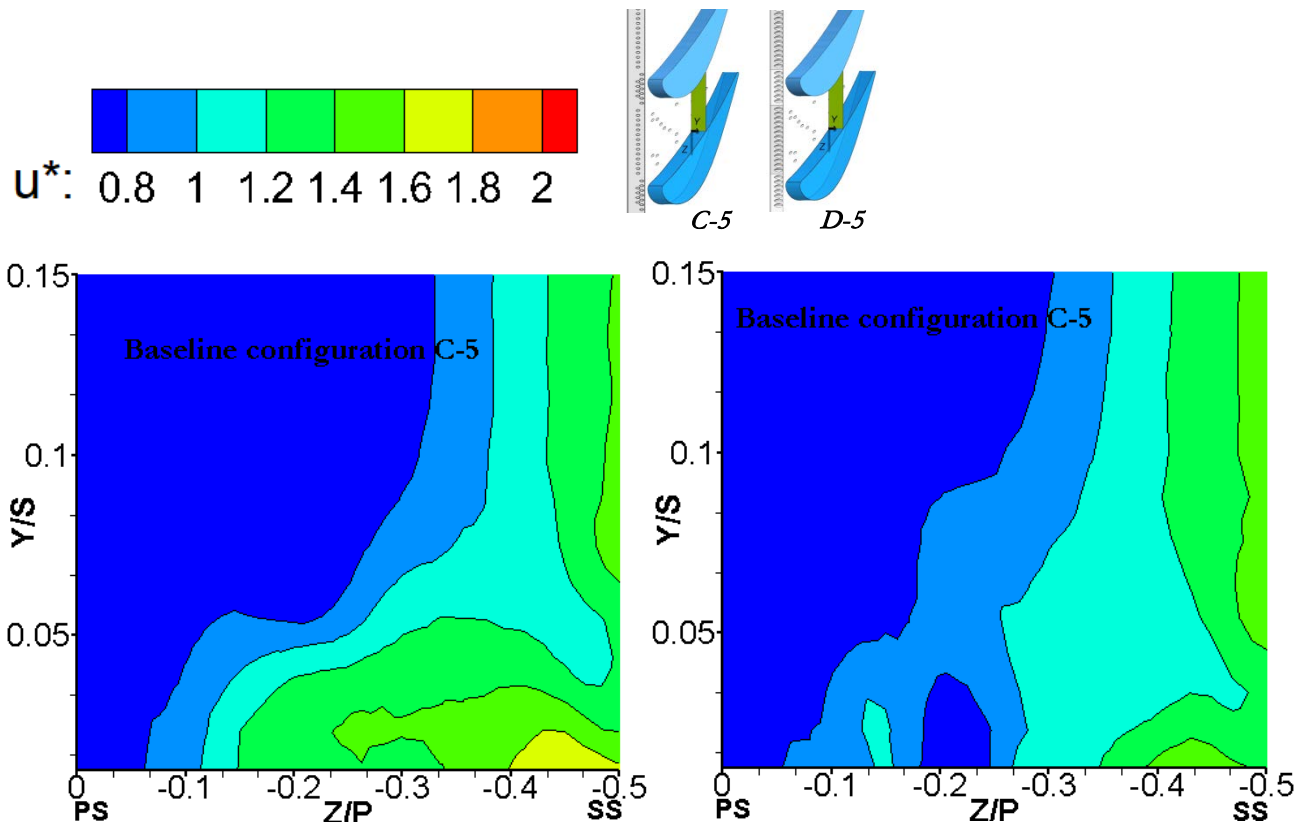 u*: 0.8 1 1.2 1.4 1.6 1.8 2
Y
Z
C-5
Y
Z
D-5
0.15
0.1
0.05
0
Y/S
Baseline configuration C-5
0 -0.1 -0.2 -0.3 -0.4 -0.5
PS Z/P SS
0.15
0.1
0.05
Y/S
Baseline configuration C-5
0 -0.1 -0.2 -0.3 -0.4 -0.5
PS Z/P SS